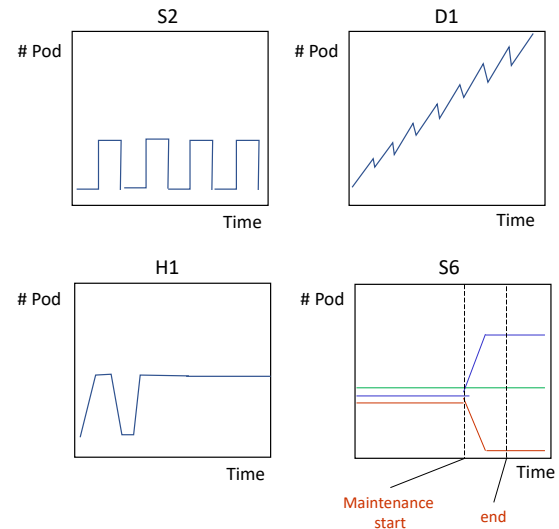 S2
# Pod
Time
D1
# Pod
Time
H1
# Pod
Time
S6
# Pod
Time
Maintenance
start
end